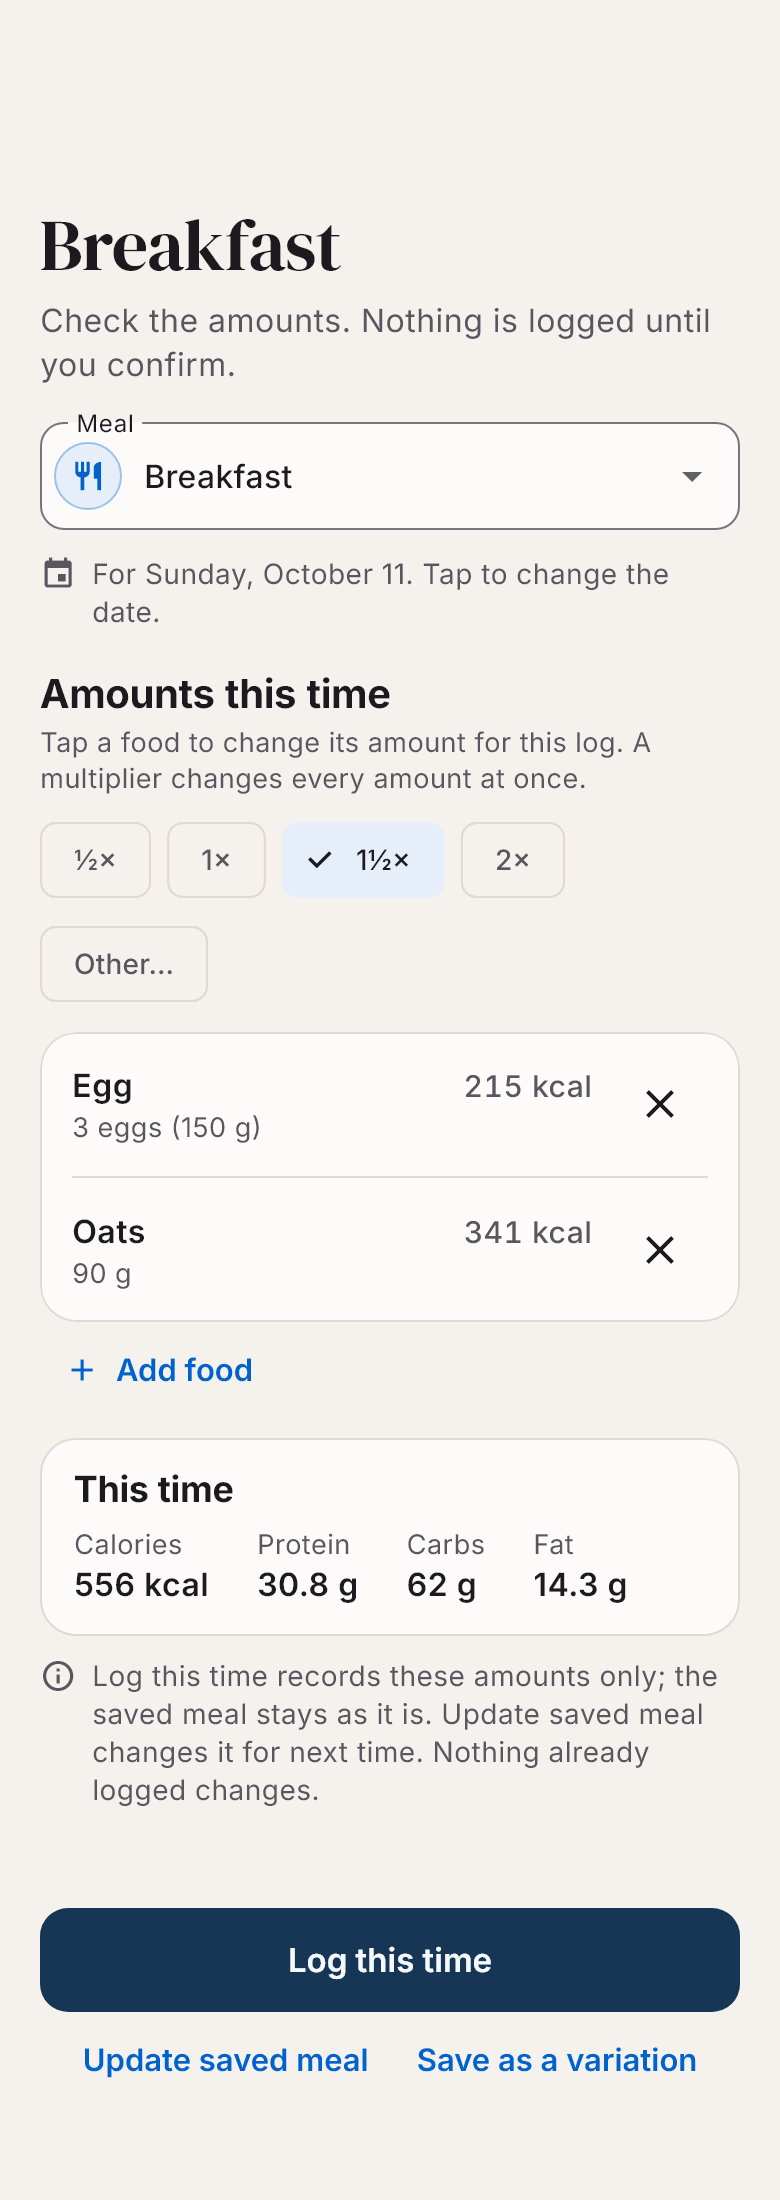 Breakfast
Check the amounts. Nothing is logged until
you confirm.
Meal
Breakfast
For Sunday, October 11. Tap to change the
date.
Amounts this time
Tap a food to change its amount for this log. A
multiplier changes every amount at once.
½× 1× 1½× 2×
Other...
Egg 215 kcal
3 eggs (150 g)
Oats 341 kcal
90 g
Add food
This time
Calories Protein Carbs Fat
556 kcal 30.8 g 62 g 14.3 g
Log this time records these amounts only; the
saved meal stays as it is. Update saved meal
changes it for next time. Nothing already
logged changes.
Log this time
Update saved meal Save as a variation